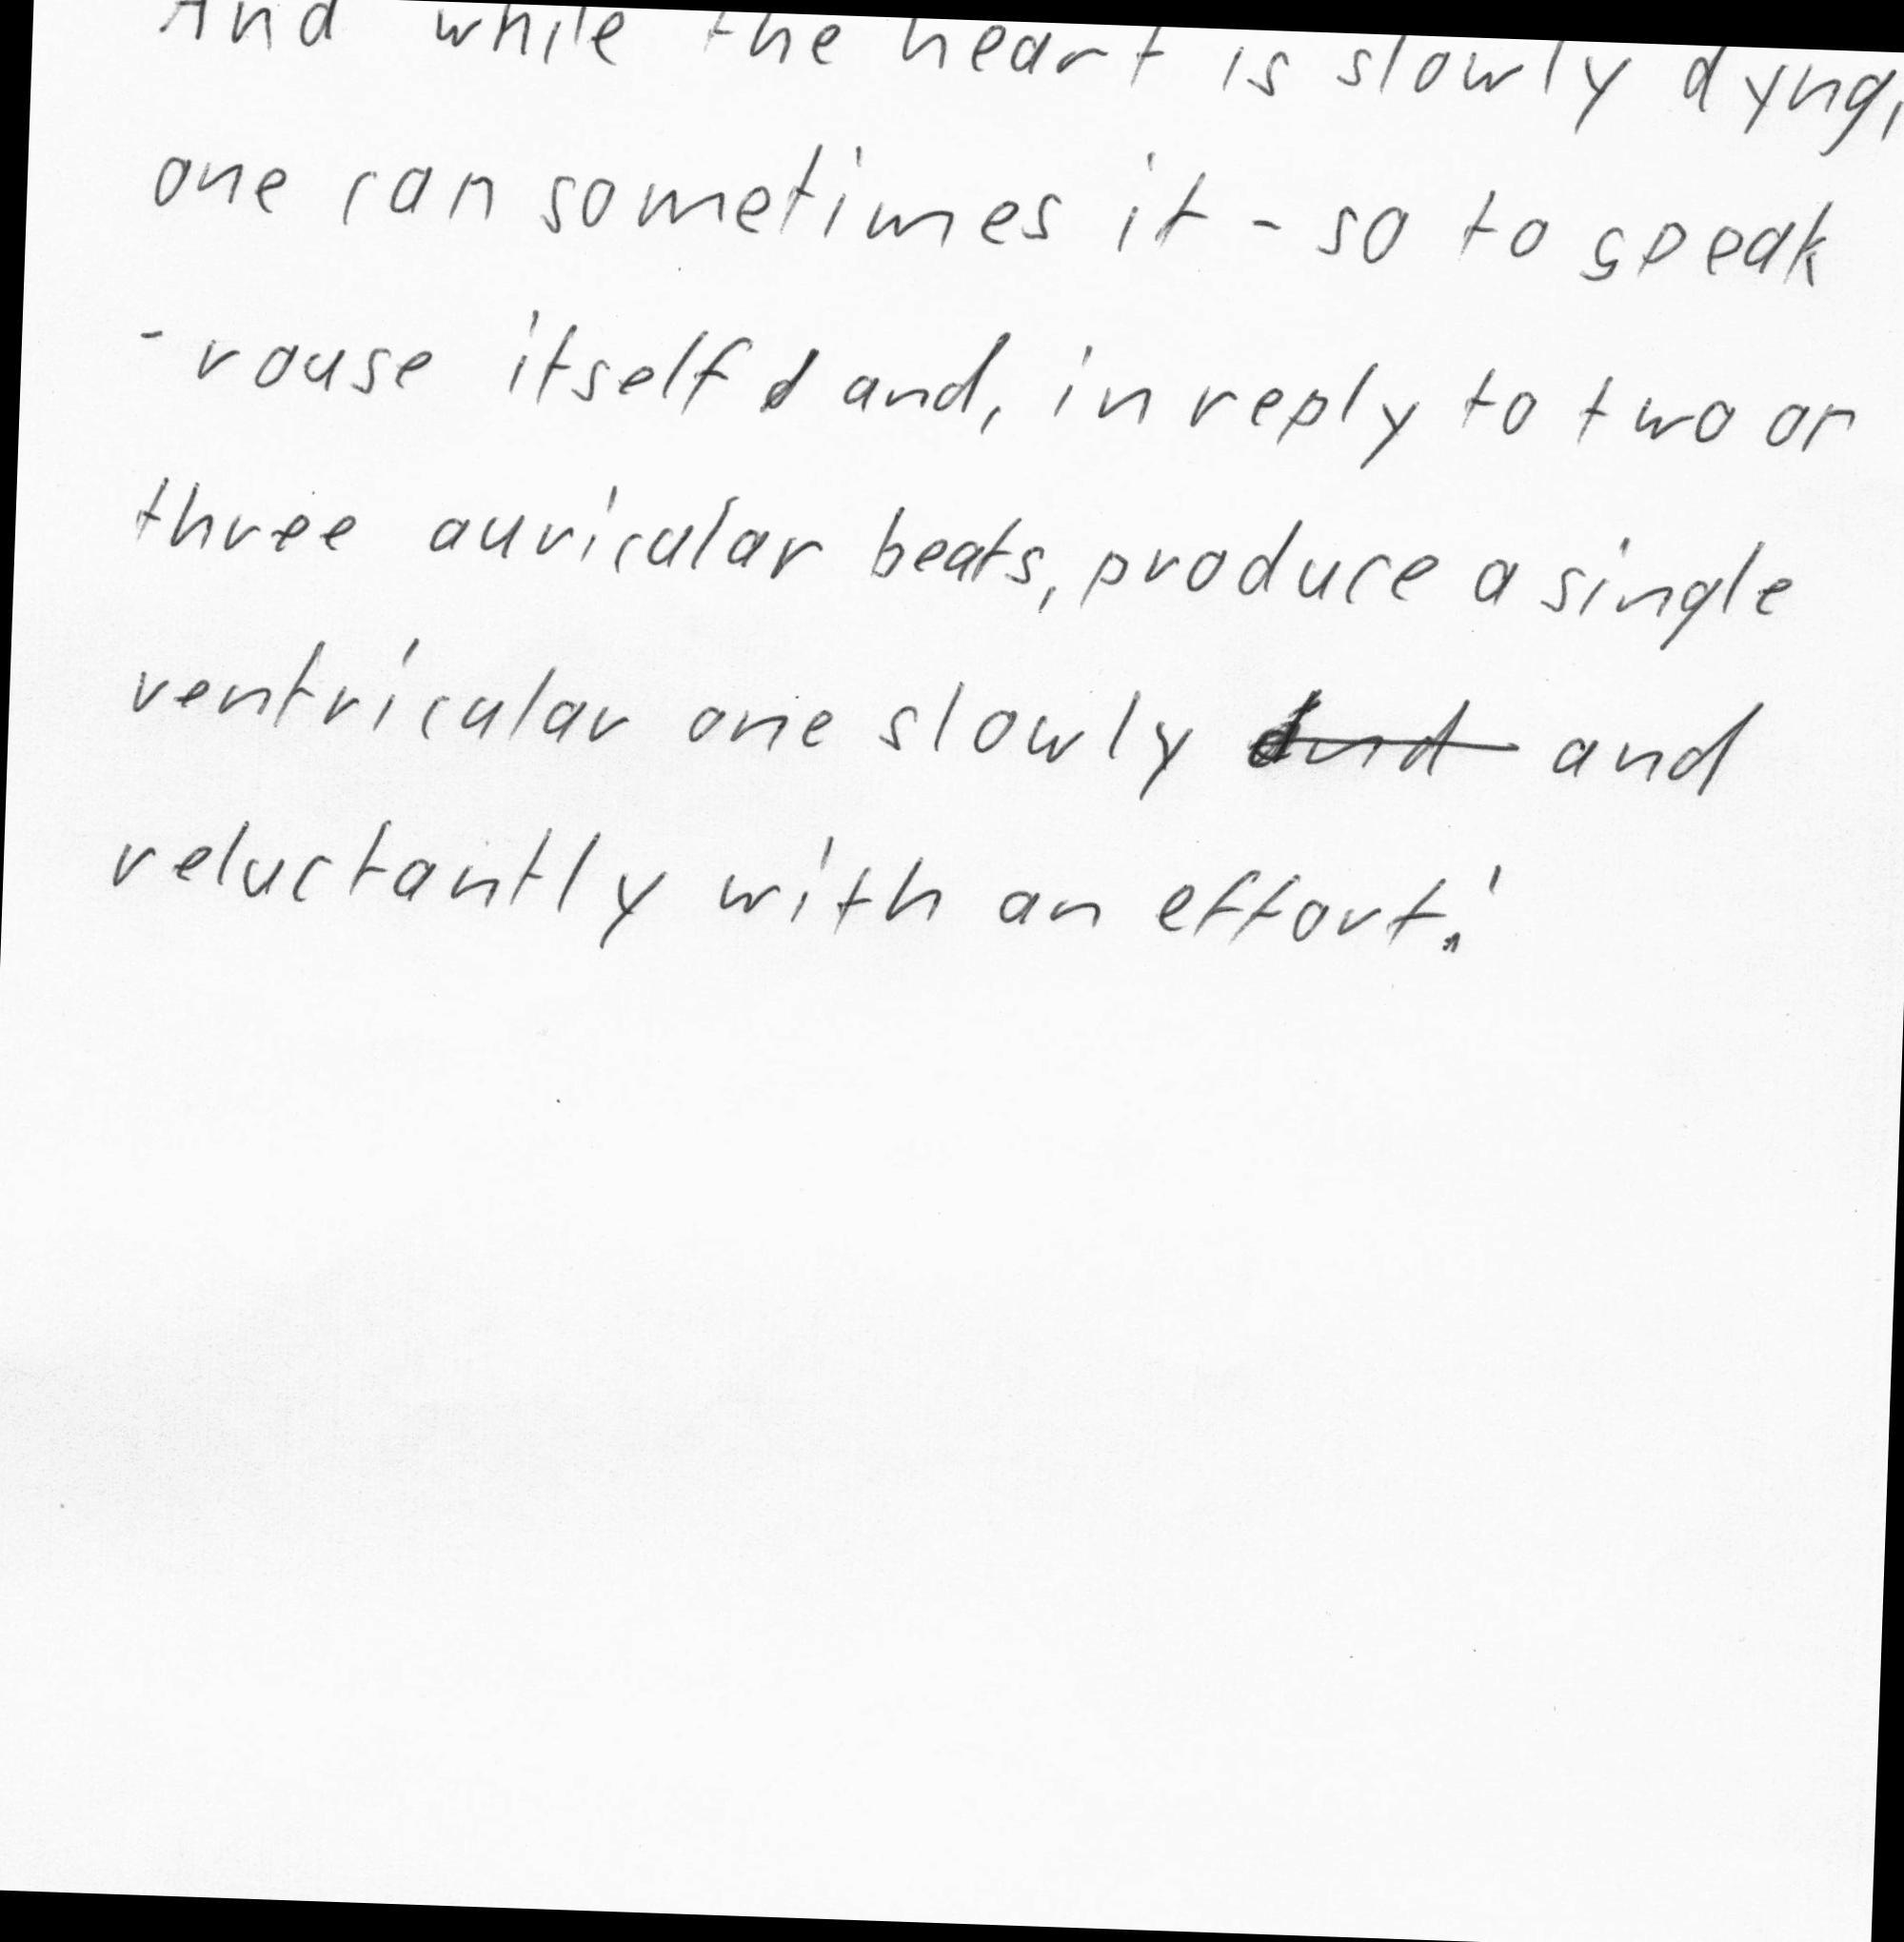 And while the heart is slowly dyng,
one can sometimes it - so to speak
- rouse itself and, in reply to two or
three auricular beats, produce a single
ventricular one slowly and
reluctantly with an effort.'